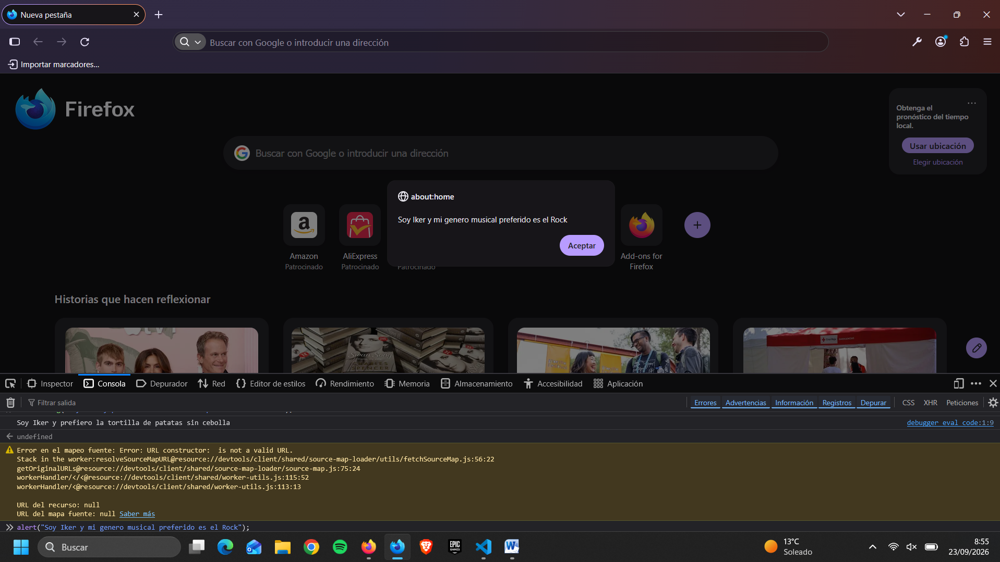 Nueva pestaña
Buscar con Google o introducir una dirección
Importar marcadores...
Firefox
Obtenga el
pronóstico del tiempo
local.
Usar ubicación
Elegir ubicación
Buscar con Google o introducir una dirección
about:home
Soy Iker y mi genero musical preferido es el Rock
Aceptar
Amazon
Patrocinado
AliExpress
Patrocinado
Patrocinado
Add-ons for
Firefox
Historias que hacen reflexionar
Swan Song
CHARLES
SPENCER
Cruz Roja
Inspector
Consola
Depurador
Red
Editor de estilos
Rendimiento
Memoria
Almacenamiento
Accesibilidad
Aplicación
Filtrar salida
Errores
Advertencias
Información
Registros
Depurar
CSS
XHR
Peticiones
Soy Iker y prefiero la tortilla de patatas sin cebolla
debugger eval code:1:9
undefined
Error en el mapeo fuente: Error: URL constructor:  is not a valid URL.
Stack in the worker:resolveSourceMapURL@resource://devtools/client/shared/source-map-loader/utils/fetchSourceMap.js:56:22
getOriginalURLs@resource://devtools/client/shared/source-map-loader/source-map.js:75:24
workerHandler/</<@resource://devtools/client/shared/worker-utils.js:115:52
workerHandler/<@resource://devtools/client/shared/worker-utils.js:113:13
URL del recurso: null
URL del mapa fuente: null Saber más
alert("Soy Iker y mi genero musical preferido es el Rock");
Buscar
EPIC
GAMES
13°C
Soleado
8:55
23/09/2026